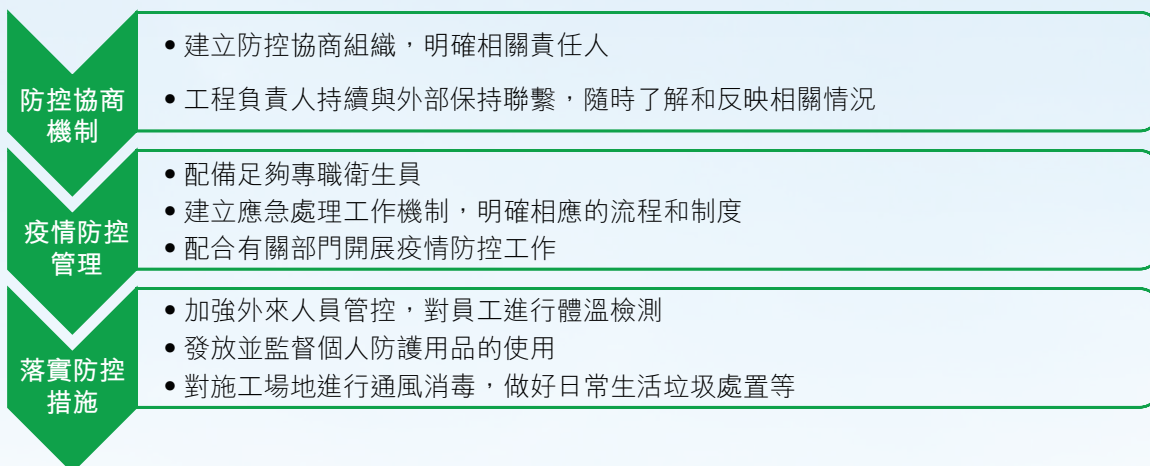 防控協商
機制
• 建立防控協商組織，明確相關責任人
• 工程負責人持續與外部保持聯繫，隨時了解和反映相關情況
疫情防控
管理
• 配備足夠專職衛生員
• 建立應急處理工作機制，明確相應的流程和制度
• 配合有關部門開展疫情防控工作
落實防控
措施
• 加強外來人員管控，對員工進行體溫檢測
• 發放並監督個人防護用品的使用
• 對施工場地進行通風消毒，做好日常生活垃圾處置等